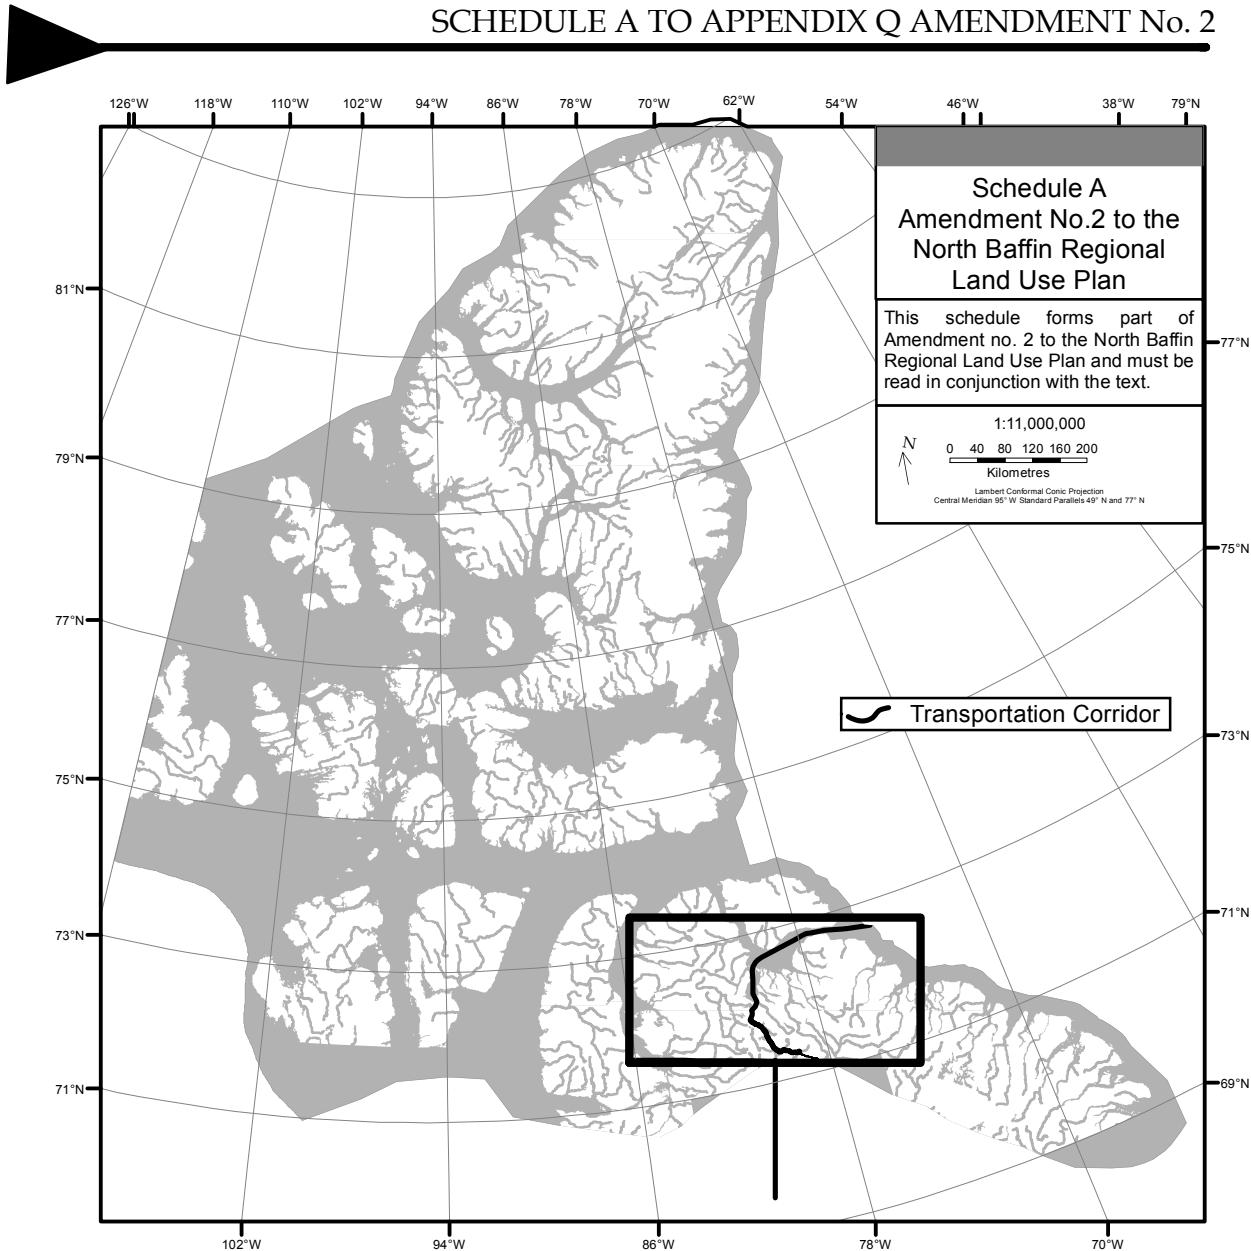 SCHEDULE A TO APPENDIX Q AMENDMENT No. 2
126°W 118°W 110°W 102°W 94°W 86°W 78°W 70°W 62°W 54°W 46°W 38°W 79°N
Schedule A
Amendment No.2 to the
North Baffin Regional
Land Use Plan
This schedule forms part of
Amendment no. 2 to the North Baffin
Regional Land Use Plan and must be
read in conjunction with the text.
1:11,000,000
N
0 40 80 120 160 200
Kilometres
Lambert Conformal Conic Projection
Central Meridian 95° W Standard Parallels 49° N and 77° N
81°N
77°N
79°N
75°N
77°N
Transportation Corridor
73°N
75°N
71°N
73°N
69°N
71°N
102°W 94°W 86°W 78°W 70°W